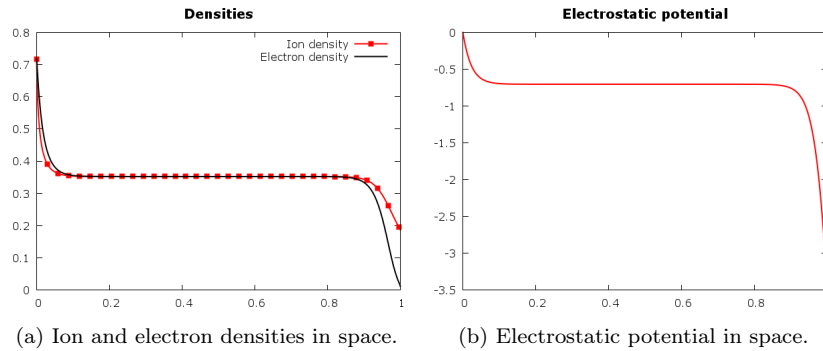 Densities
Ion density
Electron density
0.8
0.7
0.6
0.5
0.4
0.3
0.2
0.1
0
0 0.2 0.4 0.6 0.8 1
(a) Ion and electron densities in space.
Electrostatic potential
0
-0.5
-1
-1.5
-2
-2.5
-3
-3.5
0 0.2 0.4 0.6 0.8
(b) Electrostatic potential in space.